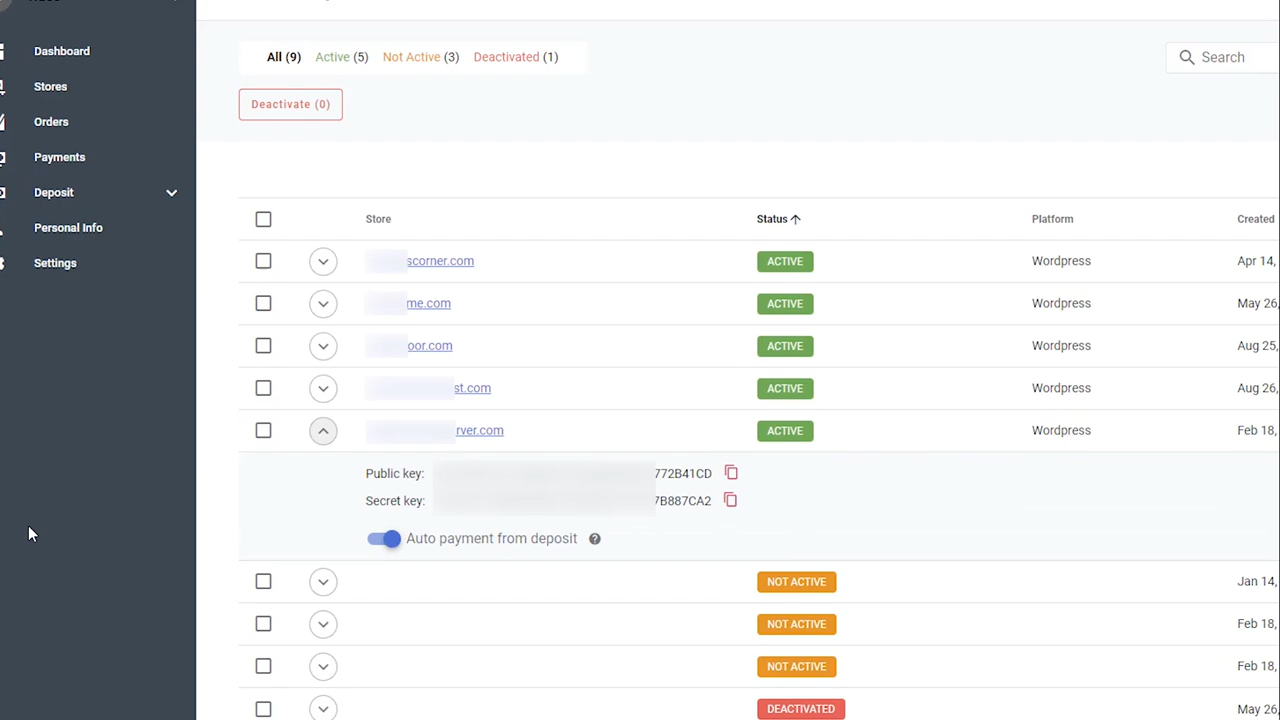 Dashboard
Stores
Orders
Payments
Deposit
Personal Info
Settings
All (9) Active (5) Not Active (3) Deactivated (1)
Search
Deactivate (0)
Store Status Platform Created
scorner.com ACTIVE Wordpress Apr 14,
me.com ACTIVE Wordpress May 26,
oor.com ACTIVE Wordpress Aug 25,
st.com ACTIVE Wordpress Aug 26,
rver.com ACTIVE Wordpress Feb 18,
Public key: 772B41CD
Secret key: 7B887CA2
Auto payment from deposit ?
NOT ACTIVE Jan 14,
NOT ACTIVE Feb 18,
NOT ACTIVE Feb 18,
DEACTIVATED May 26,